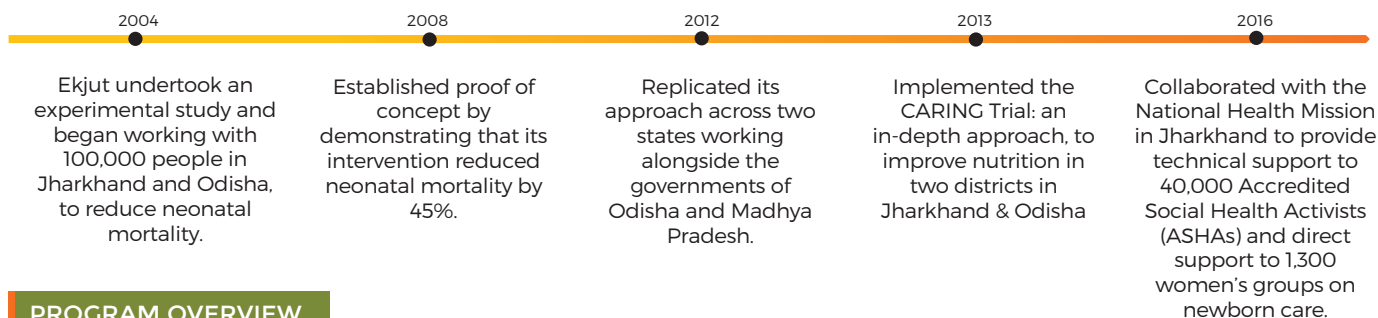 2004
Ekjut undertook an
experimental study and
began working with
100,000 people in
Jharkhand and Odisha,
to reduce neonatal
mortality.
2008
Established proof of
concept by
demonstrating that its
intervention reduced
neonatal mortality by
45%.
2012
Replicated its
approach across two
states working
alongside the
governments of
Odisha and Madhya
Pradesh.
2013
Implemented the
CARING Trial: an
in-depth approach, to
improve nutrition in
two districts in
Jharkhand & Odisha
2016
Collaborated with the
National Health Mission
in Jharkhand to provide
technical support to
40,000 Accredited
Social Health Activists
(ASHAs) and direct
support to 1,300
women’s groups on
newborn care.
PROGRAM OVERVIEW